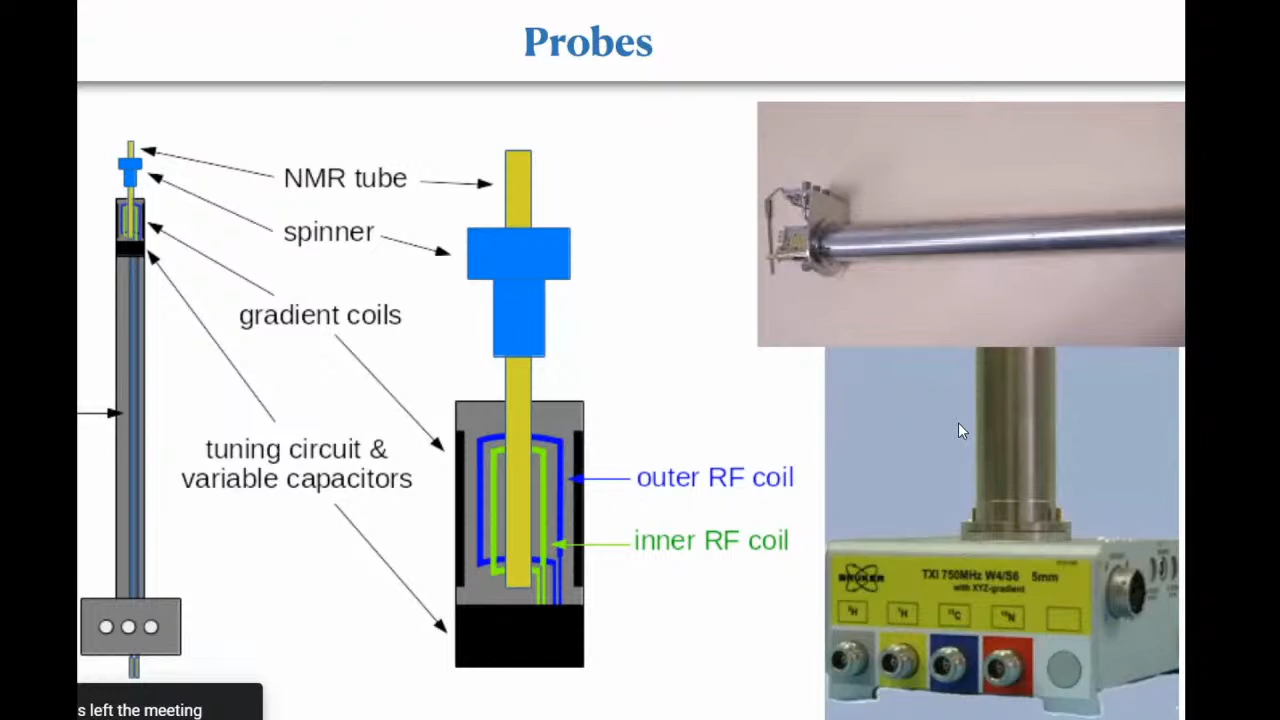 Probes
NMR tube
spinner
gradient coils
tuning circuit &
variable capacitors
outer RF coil
inner RF coil
BRUKER
TXI 750MHz W4/S6 5mm
with XYZ-gradient
²H
¹H
¹³C
¹⁵N
s left the meeting